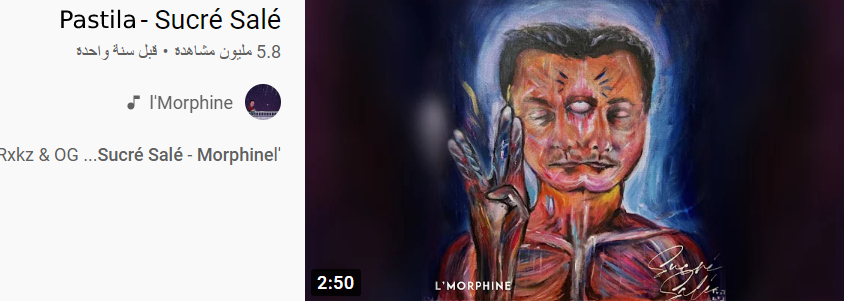 Pastila - Sucré Salé
5.8 مليون مشاهدة • قبل سنة واحدة
l'Morphine
Rxkz & OG ...Sucré Salé - Morphinel'
2:50
L'MORPHINE
Sucré
Salé